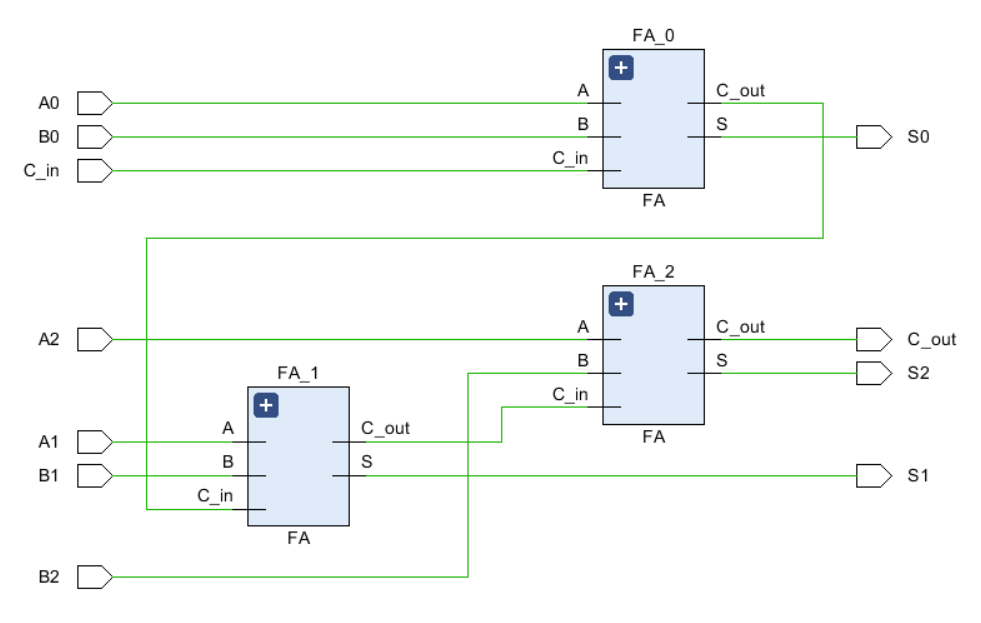 FA_0
A C_out
A0
B S
B0 S0
C_in
C_in
FA
FA_2
A C_out
A2 C_out
B S
S2
FA_1
C_in
A C_out
FA
A1
B S
B1 S1
C_in
FA
B2